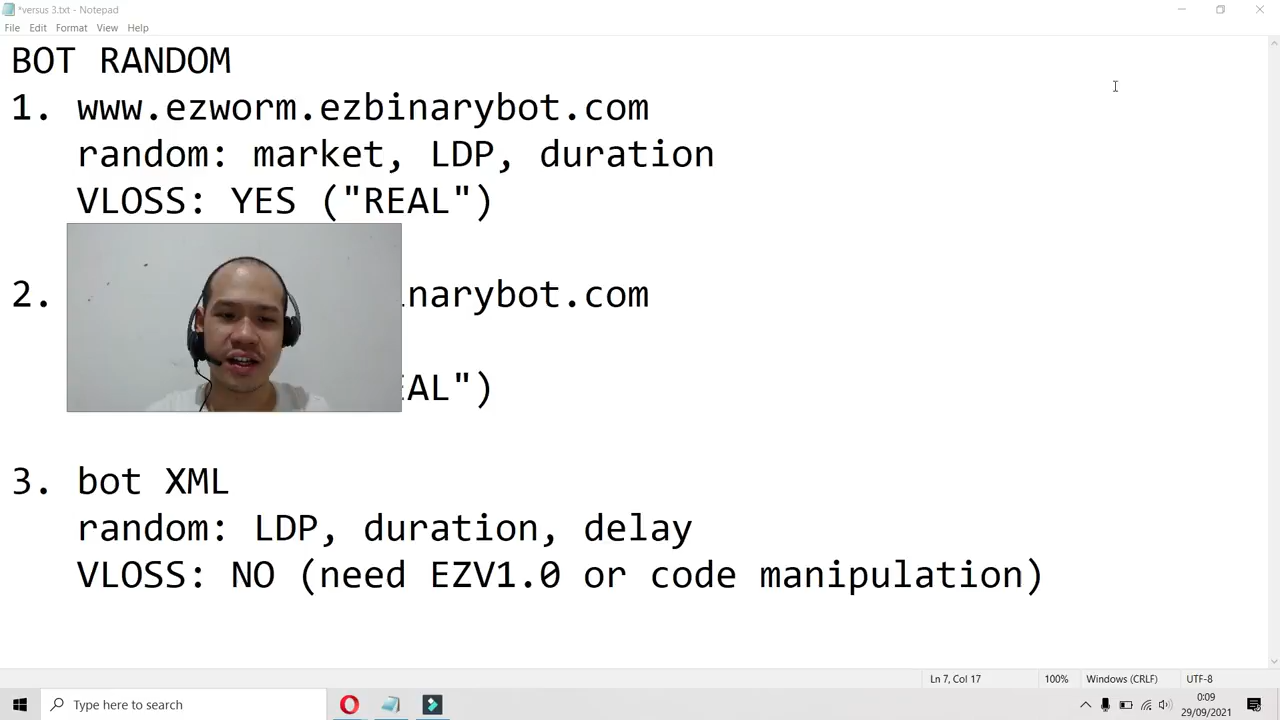 *versus 3.txt - Notepad
File Edit Format View Help
BOT RANDOM
1. www.ezworm.ezbinarybot.com
random: market, LDP, duration
VLOSS: YES ("REAL")
2. inarybot.com
EAL")
3. bot XML
random: LDP, duration, delay
VLOSS: NO (need EZV1.0 or code manipulation)
Ln 7, Col 17 100% Windows (CRLF) UTF-8
Type here to search
0:09
29/09/2021